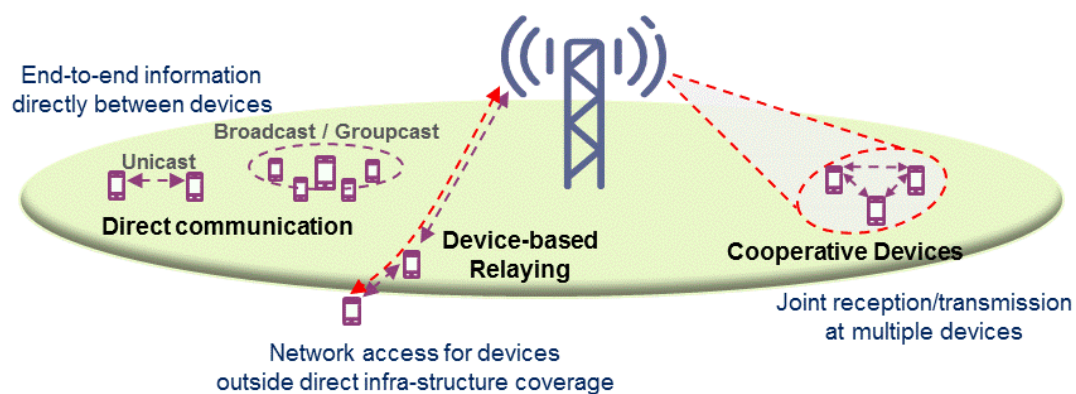 End-to-end information
directly between devices
Broadcast / Groupcast
Unicast
Direct communication
Device-based
Relaying
Cooperative Devices
Joint reception/transmission
at multiple devices
Network access for devices
outside direct infra-structure coverage